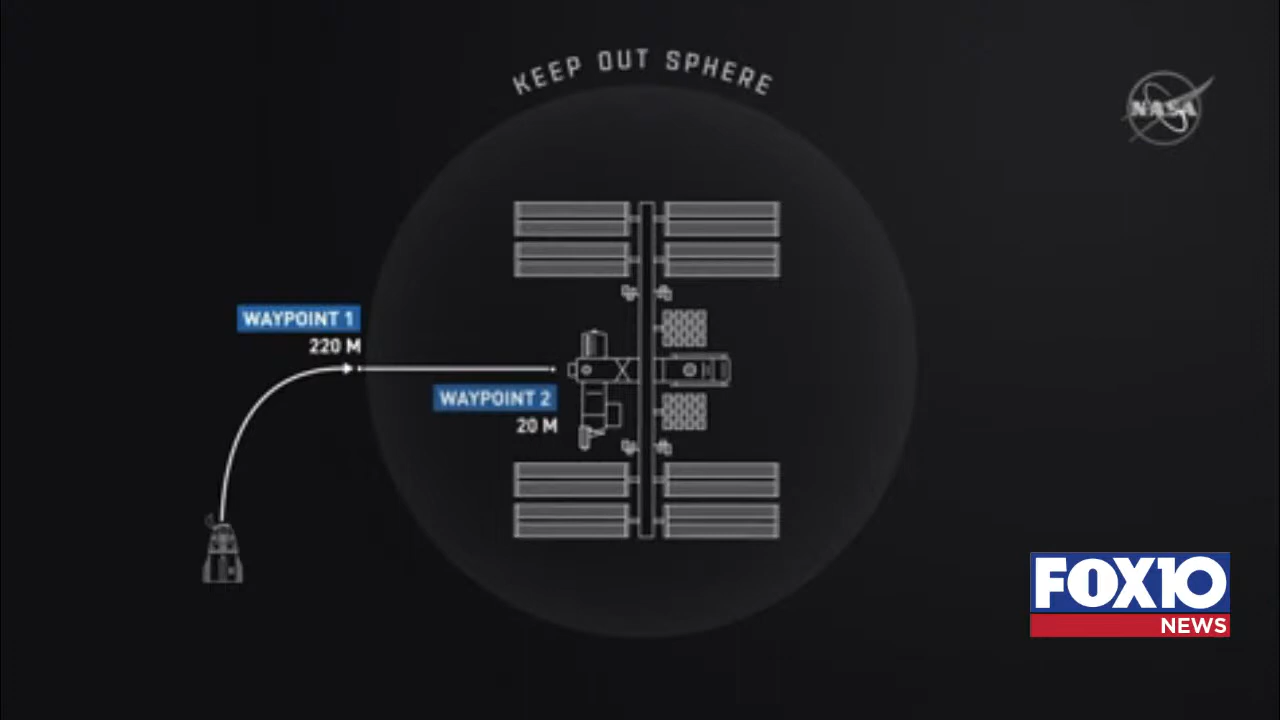 KEEP OUT SPHERE
NASA
WAYPOINT 1
220 M
WAYPOINT 2
20 M
FOX10
NEWS